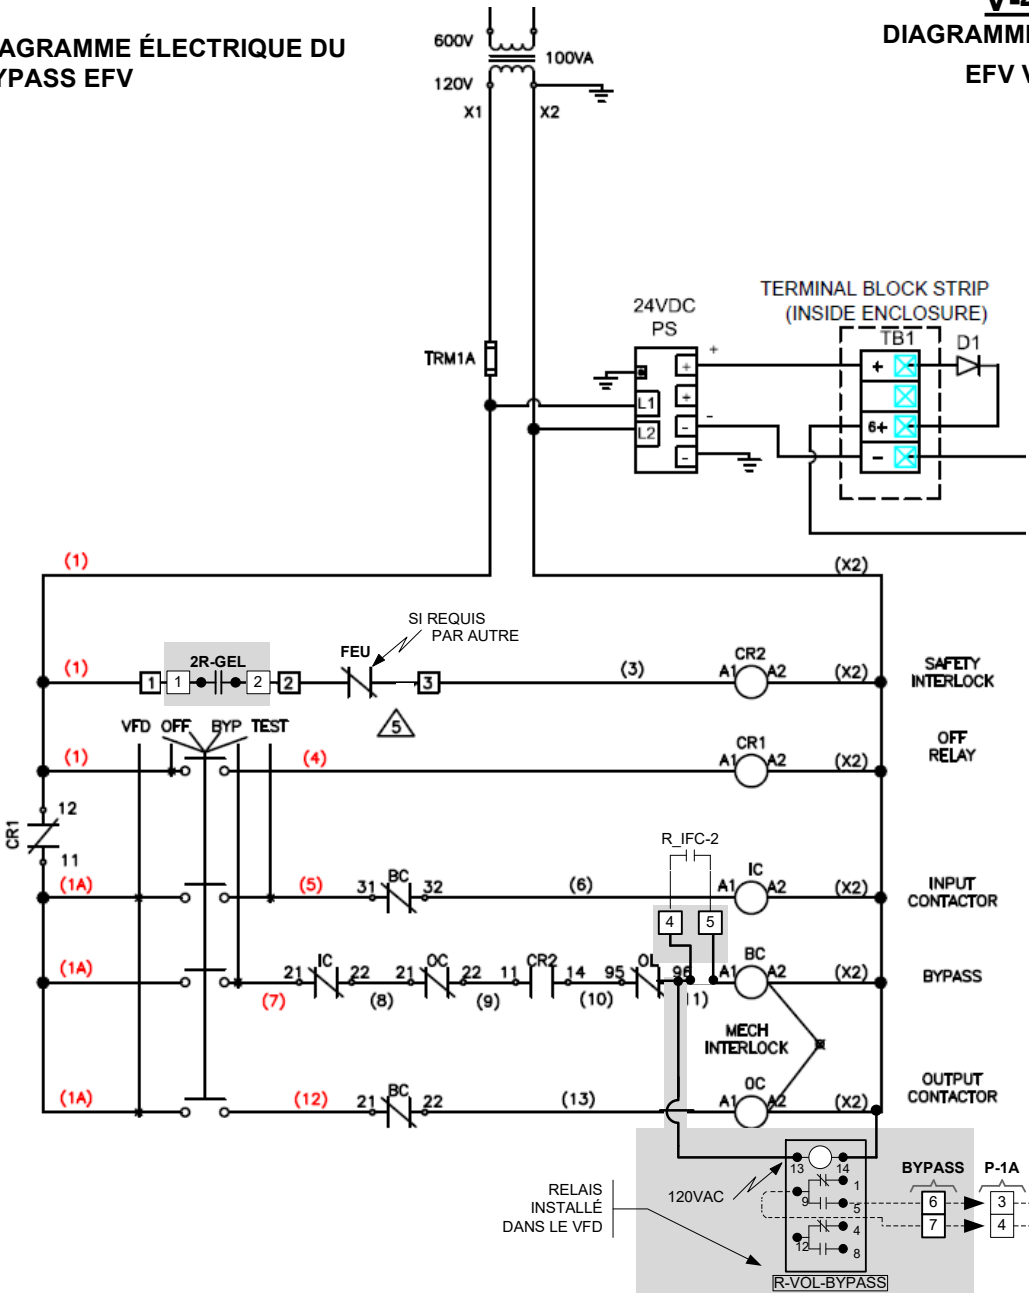 AGRAMME ÉLECTRIQUE DU
YPASS EFV
V-4
DIAGRAMME
EFV V
600V
100VA
120V
X1
X2
TRM1A
24VDC
PS
+
+
L1
+
L2
-
-
-
TERMINAL BLOCK STRIP
(INSIDE ENCLOSURE)
TB1
D1
+
6+
-
(1)
(X2)
SI REQUIS
PAR AUTRE
(1)
1
1
2R-GEL
2
2
FEU
3
5
(3)
CR2
A1
A2
(X2)
SAFETY
INTERLOCK
VFD
OFF
BYP
TEST
(1)
(4)
CR1
A1
A2
(X2)
OFF
RELAY
CR1
12
11
R_IFC-2
4
5
(1A)
(5)
31
BC
32
(6)
IC
A1
A2
(X2)
INPUT
CONTACTOR
(1A)
(7)
21
IC
22
(8)
21
OC
22
(9)
11
CR2
14
(10)
95
OL
96
1)
BC
A1
A2
(X2)
BYPASS
MECH
INTERLOCK
(1A)
(12)
21
BC
22
(13)
OC
A1
A2
(X2)
OUTPUT
CONTACTOR
RELAIS
INSTALLÉ
DANS LE VFD
120VAC
13
14
1
9
5
4
12
8
R-VOL-BYPASS
BYPASS
6
7
P-1A
3
4